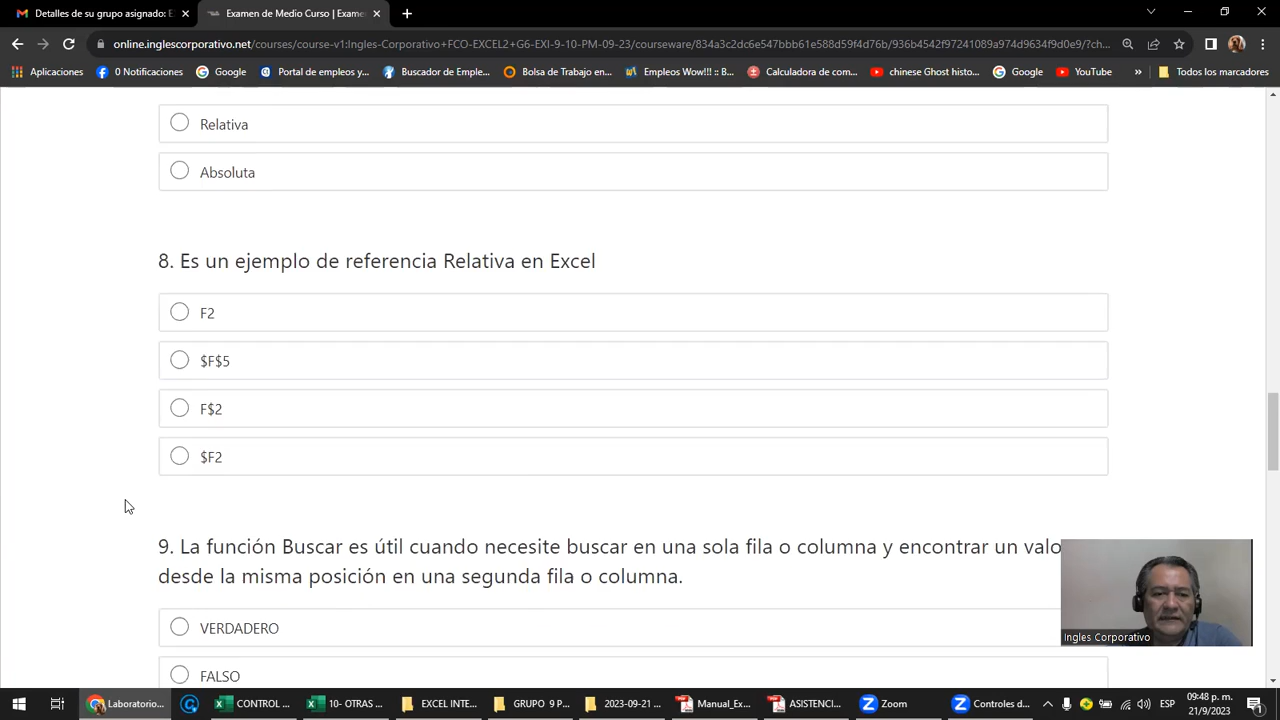 Detalles de su grupo asignado: E
Examen de Medio Curso | Exame
online.inglescorporativo.net/courses/course-v1:Ingles-Corporativo+FCO-EXCEL2+G6-EXI-9-10-PM-09-23/courseware/834a3c2dc6e547bbb61e588d59f4d76b/936b4542f97241089a974d9634f9d0e9/?ch...
Aplicaciones
0 Notificaciones
Google
Portal de empleos y...
Buscador de Emple...
Bolsa de Trabajo en...
Empleos Wow!!! :: B...
Calculadora de com...
chinese Ghost histo...
Google
YouTube
»
Todos los marcadores
Relativa
Absoluta
8. Es un ejemplo de referencia Relativa en Excel
F2
$F$5
F$2
$F2
9. La función Buscar es útil cuando necesite buscar en una sola fila o columna y encontrar un valo
desde la misma posición en una segunda fila o columna.
VERDADERO
FALSO
Ingles Corporativo
Laboratorio...
CONTROL ...
10- OTRAS ...
EXCEL INTE...
GRUPO 9 P...
2023-09-21 ...
Manual_Ex...
ASISTENCI...
Zoom
Controles d...
ESP
09:48 p. m.
21/9/2023